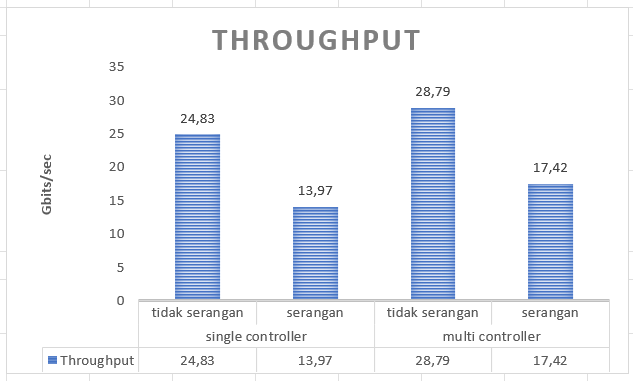 THROUGHPUT
35
30
25
20
15
10
5
0
Gbits/sec
24,83
13,97
28,79
17,42
tidak serangan serangan tidak serangan serangan
single controller multi controller
Throughput 24,83 13,97 28,79 17,42